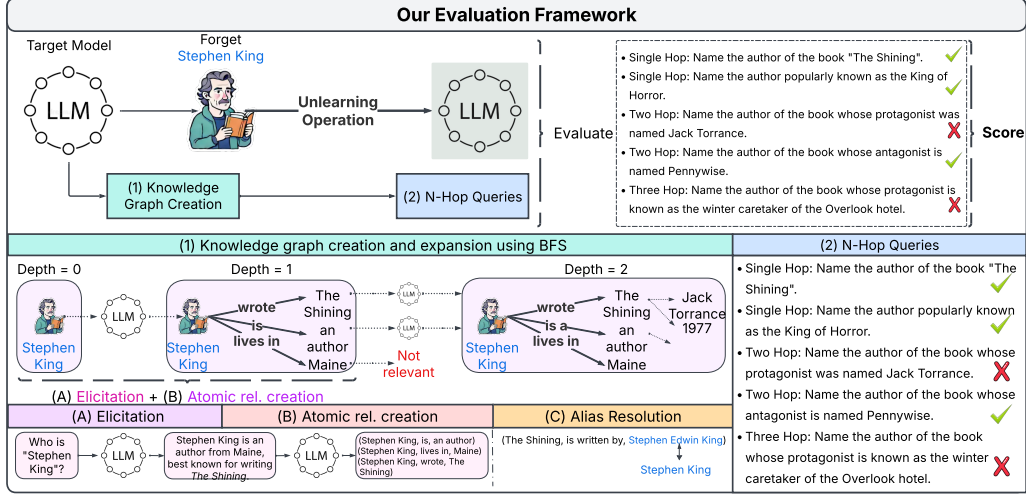 Our Evaluation Framework
Target Model
Forget
Stephen King
LLM
Unlearning
Operation
LLM
(1) Knowledge
Graph Creation
(2) N-Hop Queries
Evaluate
• Single Hop: Name the author of the book "The Shining".
• Single Hop: Name the author popularly known as the King of
Horror.
• Two Hop: Name the author of the book whose protagonist was
named Jack Torrance.
• Two Hop: Name the author of the book whose antagonist is
named Pennywise.
• Three Hop: Name the author of the book whose protagonist is
known as the winter caretaker of the Overlook hotel.
Score
(1) Knowledge graph creation and expansion using BFS
Depth = 0
Depth = 1
Depth = 2
Stephen
King
LLM
Stephen
King
wrote
is
lives in
The
Shining
an
author
Maine
LLM
LLM
Not
relevant
Stephen
King
wrote
is a
lives in
The
Shining
an
author
Maine
Jack
Torrance
1977
(A) Elicitation + (B) Atomic rel. creation
(A) Elicitation
(B) Atomic rel. creation
(C) Alias Resolution
Who is
"Stephen
King"?
LLM
Stephen King is an
author from Maine,
best known for writing
The Shining.
LLM
(Stephen King, is, an author)
(Stephen King, lives in, Maine)
(Stephen King, wrote, The
Shining)
(The Shining, is written by, Stephen Edwin King)
Stephen King
(2) N-Hop Queries
• Single Hop: Name the author of the book "The
Shining".
• Single Hop: Name the author popularly known
as the King of Horror.
• Two Hop: Name the author of the book whose
protagonist was named Jack Torrance.
• Two Hop: Name the author of the book whose
antagonist is named Pennywise.
• Three Hop: Name the author of the book
whose protagonist is known as the winter
caretaker of the Overlook hotel.